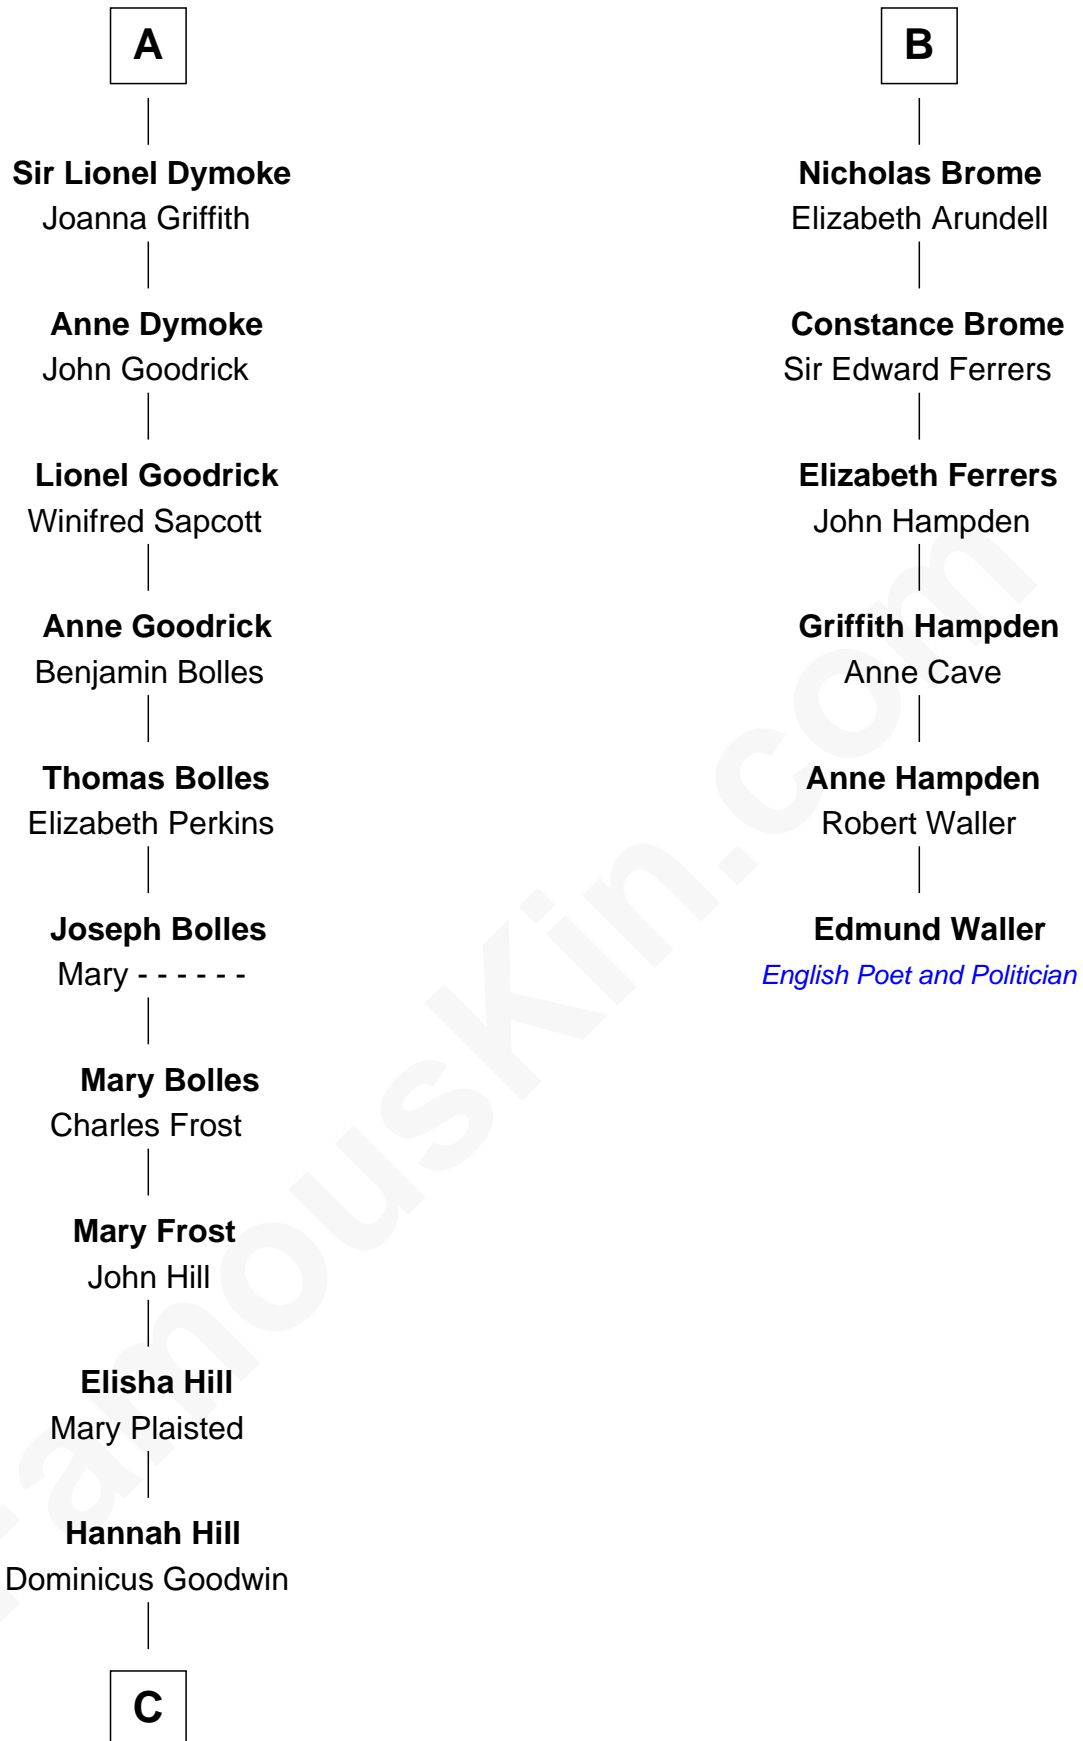 A
Sir Lionel Dymoke
Joanna Griffith
Anne Dymoke
John Goodrick
Lionel Goodrick
Winifred Sapcott
Anne Goodrick
Benjamin Bolles
Thomas Bolles
Elizabeth Perkins
Joseph Bolles
Mary - - - - - -
Mary Bolles
Charles Frost
Mary Frost
John Hill
Elisha Hill
Mary Plaisted
Hannah Hill
Dominicus Goodwin
C
B
Nicholas Brome
Elizabeth Arundell
Constance Brome
Sir Edward Ferrers
Elizabeth Ferrers
John Hampden
Griffith Hampden
Anne Cave
Anne Hampden
Robert Waller
Edmund Waller
English Poet and Politician
FamousKin.com